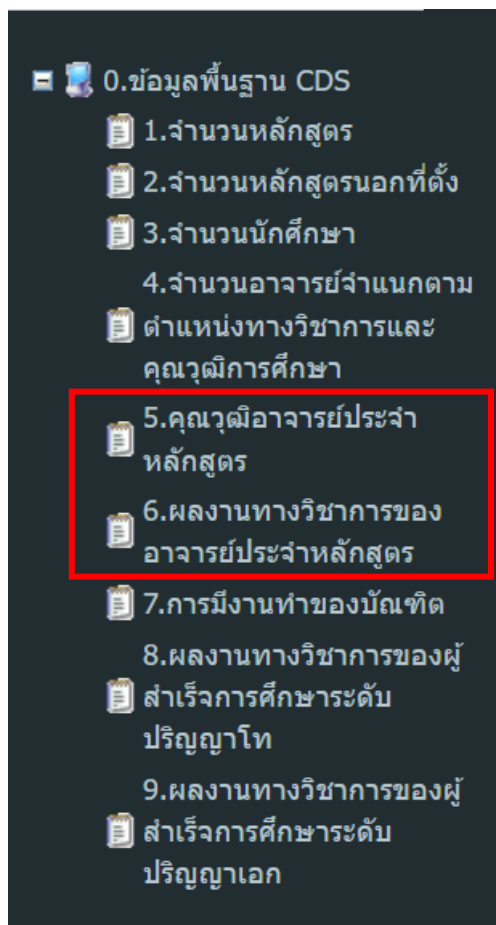 0.ข้อมูลพื้นฐาน CDS
1.จำนวนหลักสูตร
2.จำนวนหลักสูตรนอกที่ตั้ง
3.จำนวนนักศึกษา
4.จำนวนอาจารย์จำแนกตาม
ตำแหน่งทางวิชาการและ
คุณวุฒิการศึกษา
5.คุณวุฒิอาจารย์ประจำ
หลักสูตร
6.ผลงานทางวิชาการของ
อาจารย์ประจำหลักสูตร
7.การมีงานทำของบัณฑิต
8.ผลงานทางวิชาการของผู้
สำเร็จการศึกษาระดับ
ปริญญาโท
9.ผลงานทางวิชาการของผู้
สำเร็จการศึกษาระดับ
ปริญญาเอก